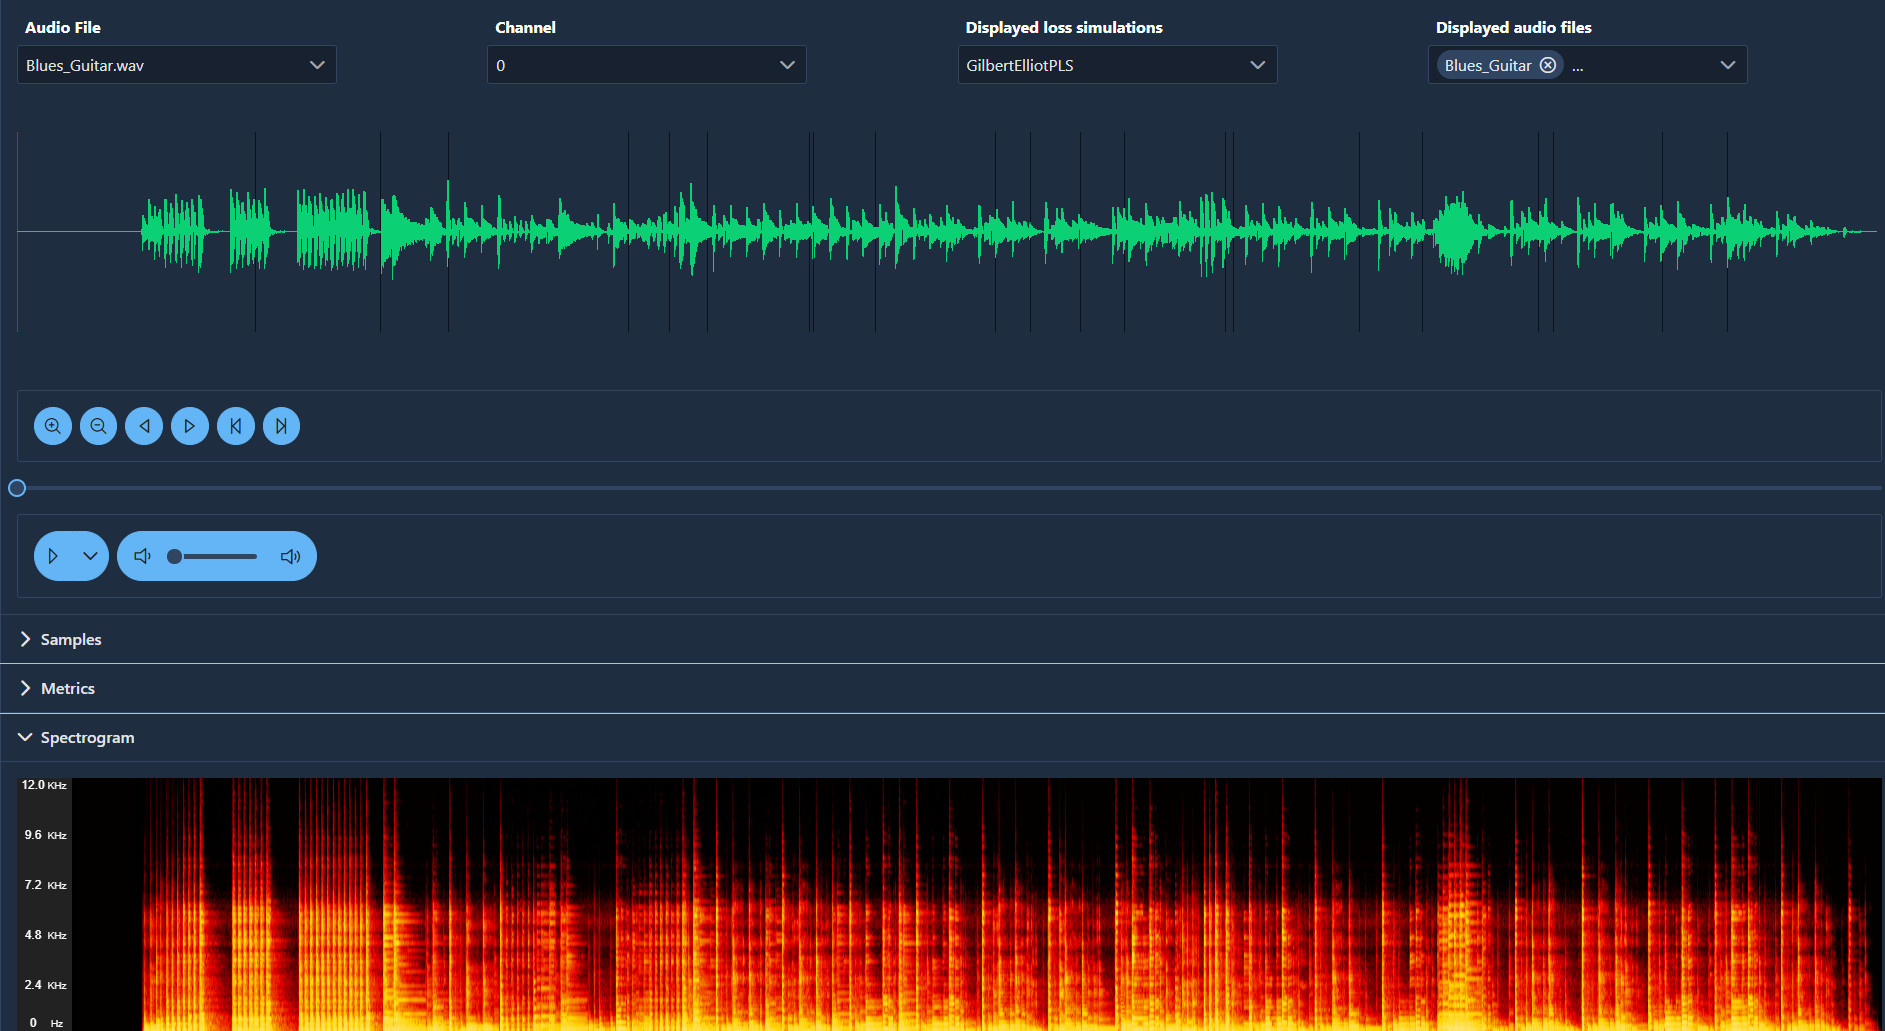 Audio File
Channel
Displayed loss simulations
Displayed audio files
Blues_Guitar.wav
0
GilbertElliotPLS
Blues_Guitar ...
Samples
Metrics
Spectrogram
12.0 KHz
9.6 KHz
7.2 KHz
4.8 KHz
2.4 KHz
0 Hz